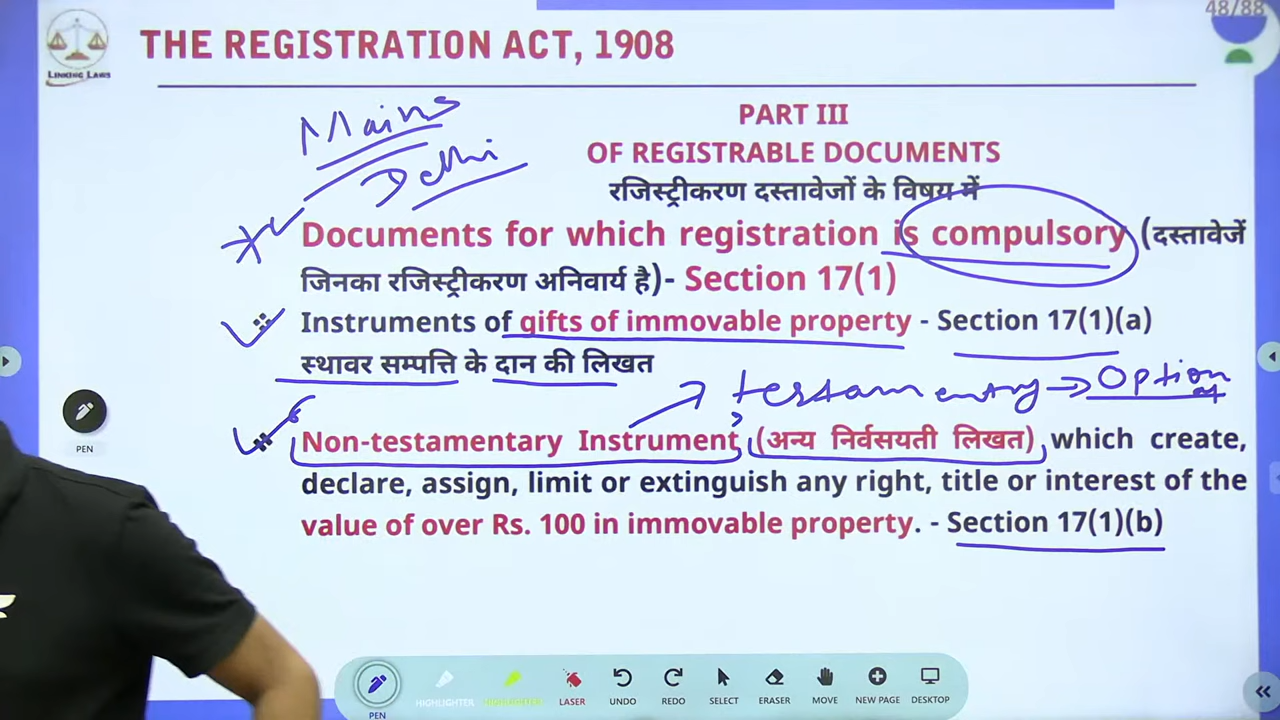 48/88
THE REGISTRATION ACT, 1908
LINKING LAWS
PART III
OF REGISTRABLE DOCUMENTS
रजिस्ट्रीकरण दस्तावेजों के विषय में
Mains
Delhi
Documents for which registration is compulsory (दस्तावेजें
जिनका रजिस्ट्रीकरण अनिवार्य है)- Section 17(1)
Instruments of gifts of immovable property - Section 17(1)(a)
स्थावर सम्पत्ति के दान की लिखत
testamentry → Option
Non-testamentary Instrument, (अन्य निर्वसयती लिखत) which create,
declare, assign, limit or extinguish any right, title or interest of the
value of over Rs. 100 in immovable property. - Section 17(1)(b)
PEN
PEN HIGHLIGHTER HIGHLIGHTER LASER UNDO REDO SELECT ERASER MOVE NEW PAGE DESKTOP